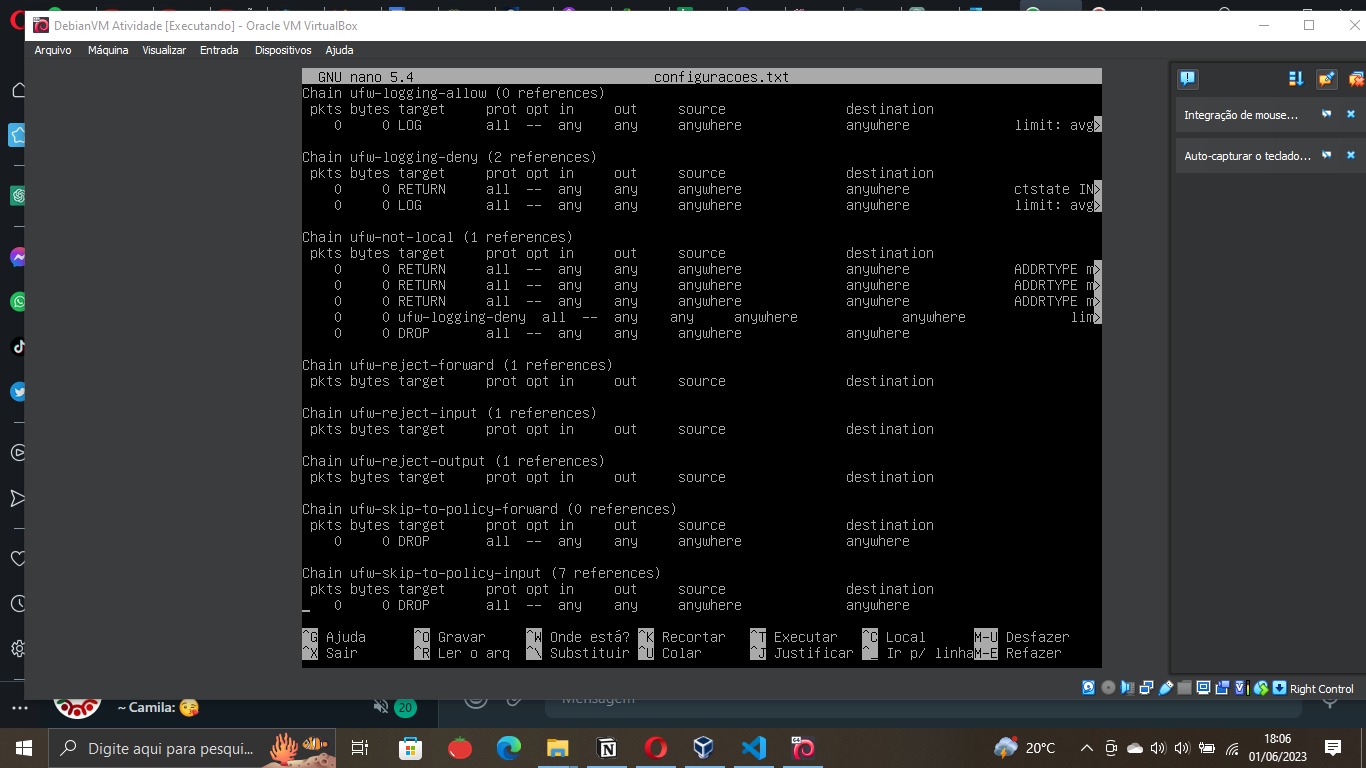 DebianVM Atividade [Executando] - Oracle VM VirtualBox
Arquivo Máquina Visualizar Entrada Dispositivos Ajuda
GNU nano 5.4 configuracoes.txt
Chain ufw-logging-allow (0 references)
pkts bytes target prot opt in out source destination
0 0 LOG all -- any any anywhere anywhere limit: avg>
Chain ufw-logging-deny (2 references)
pkts bytes target prot opt in out source destination
0 0 RETURN all -- any any anywhere anywhere ctstate IN>
0 0 LOG all -- any any anywhere anywhere limit: avg>
Chain ufw-not-local (1 references)
pkts bytes target prot opt in out source destination
0 0 RETURN all -- any any anywhere anywhere ADDRTYPE m>
0 0 RETURN all -- any any anywhere anywhere ADDRTYPE m>
0 0 RETURN all -- any any anywhere anywhere ADDRTYPE m>
0 0 ufw-logging-deny all -- any any anywhere anywhere lim>
0 0 DROP all -- any any anywhere anywhere
Chain ufw-reject-forward (1 references)
pkts bytes target prot opt in out source destination
Chain ufw-reject-input (1 references)
pkts bytes target prot opt in out source destination
Chain ufw-reject-output (1 references)
pkts bytes target prot opt in out source destination
Chain ufw-skip-to-policy-forward (0 references)
pkts bytes target prot opt in out source destination
0 0 DROP all -- any any anywhere anywhere
Chain ufw-skip-to-policy-input (7 references)
pkts bytes target prot opt in out source destination
0 0 DROP all -- any any anywhere anywhere
^G Ajuda ^O Gravar ^W Onde está? ^K Recortar ^T Executar ^C Local M-U Desfazer
^X Sair ^R Ler o arq ^\ Substituir ^U Colar ^J Justificar ^_ Ir p/ linha M-E Refazer
Integração de mouse...
Auto-capturar o teclado...
Right Control
~ Camila: 😘
20
Mensagem
Digite aqui para pesqui...
20°C
18:06
01/06/2023